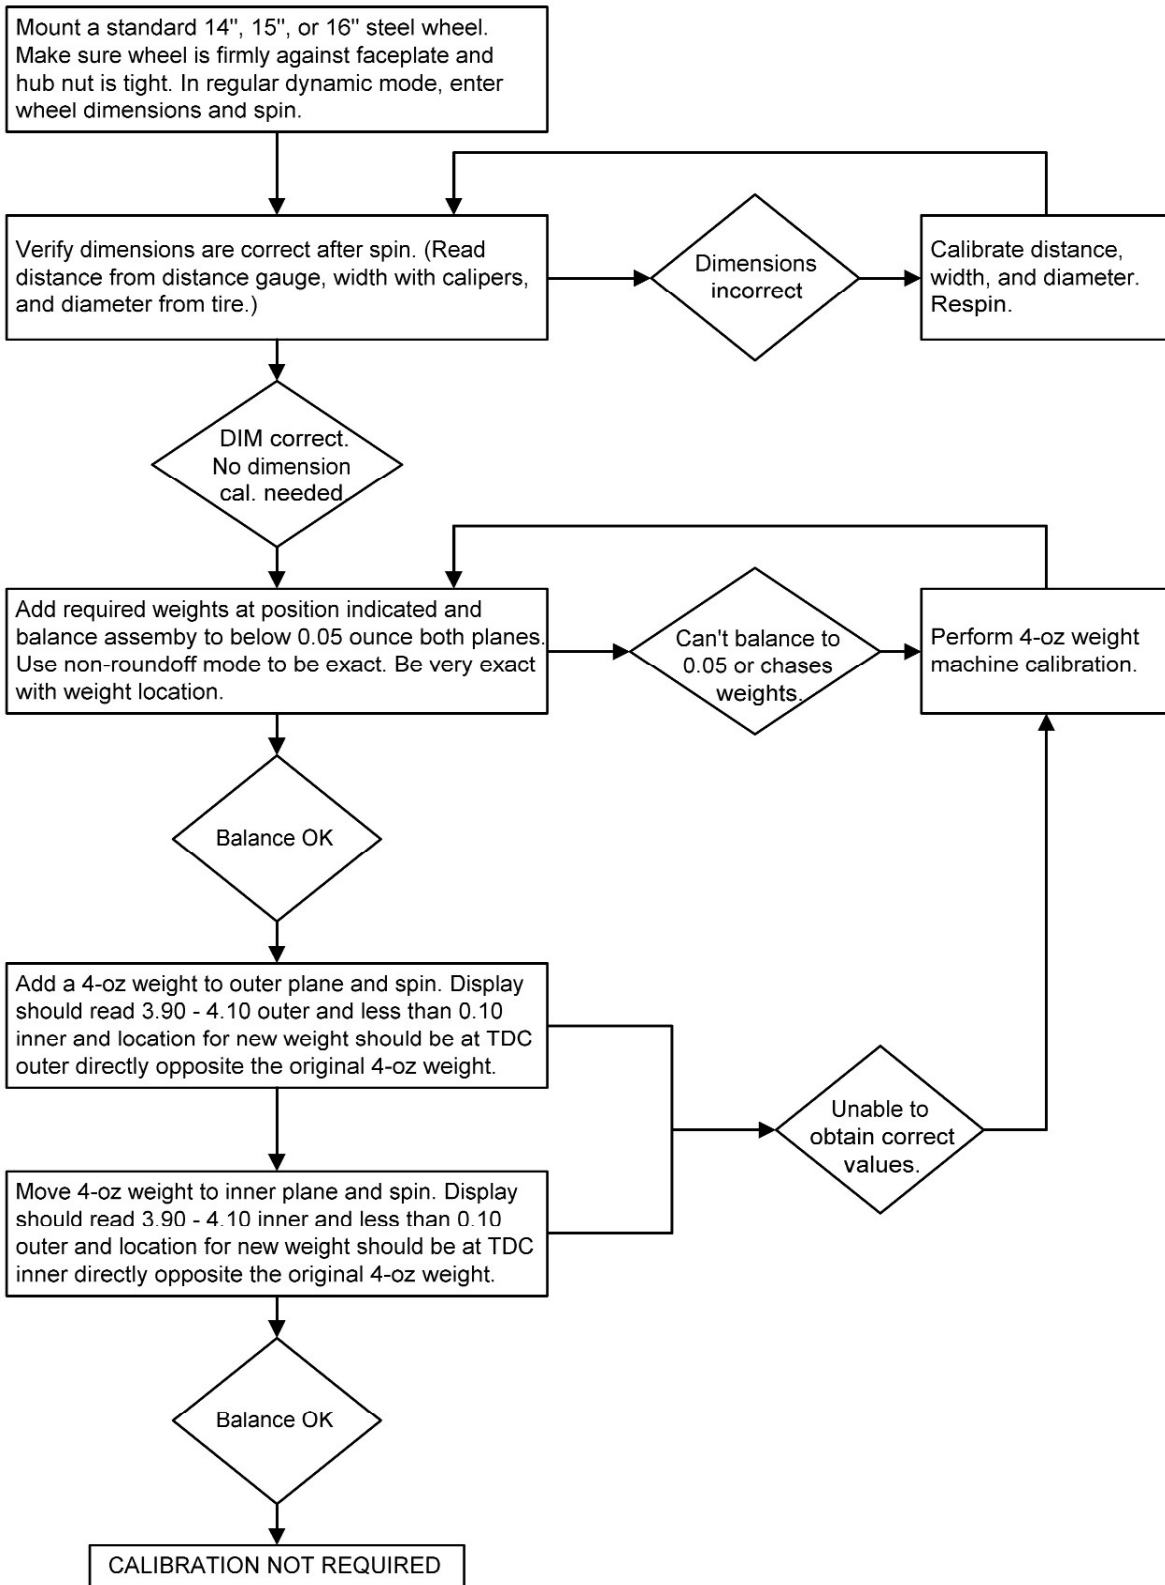 Mount a standard 14", 15", or 16" steel wheel.
Make sure wheel is firmly against faceplate and
hub nut is tight. In regular dynamic mode, enter
wheel dimensions and spin.
Verify dimensions are correct after spin. (Read
distance from distance gauge, width with calipers,
and diameter from tire.)
Dimensions
incorrect
Calibrate distance,
width, and diameter.
Respin.
DIM correct.
No dimension
cal. needed
Add required weights at position indicated and
balance assemby to below 0.05 ounce both planes.
Use non-roundoff mode to be exact. Be very exact
with weight location.
Can't balance to
0.05 or chases
weights.
Perform 4-oz weight
machine calibration.
Balance OK
Add a 4-oz weight to outer plane and spin. Display
should read 3.90 - 4.10 outer and less than 0.10
inner and location for new weight should be at TDC
outer directly opposite the original 4-oz weight.
Unable to
obtain correct
values.
Move 4-oz weight to inner plane and spin. Display
should read 3.90 - 4.10 inner and less than 0.10
outer and location for new weight should be at TDC
inner directly opposite the original 4-oz weight.
Balance OK
CALIBRATION NOT REQUIRED